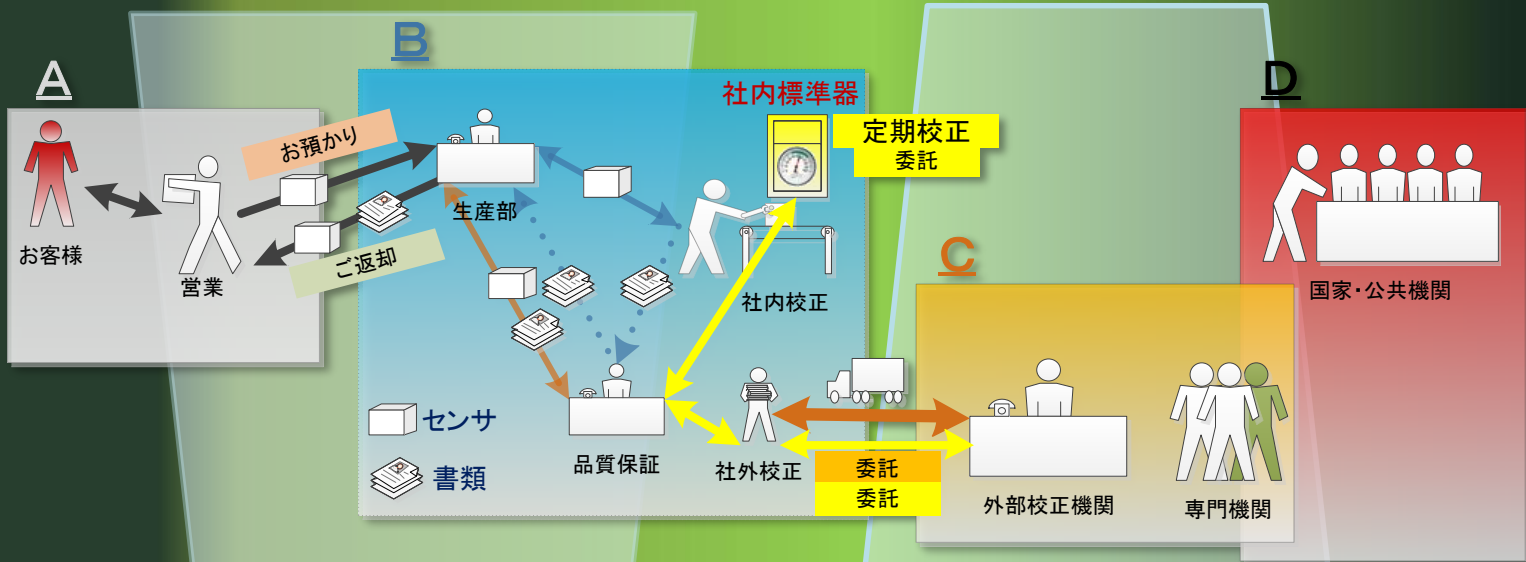 A
お客様
営業
お預かり
ご返却
B
社内標準器
定期校正
委託
生産部
社内校正
センサ
書類
品質保証
社外校正
委託
委託
C
外部校正機関
専門機関
D
国家・公共機関